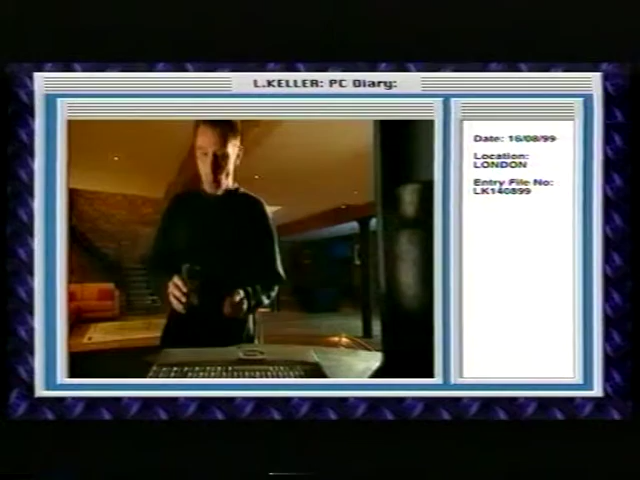 L.KELLER: PC Diary:
Date: 16/08/99
Location:
LONDON
Entry File No:
LK140899